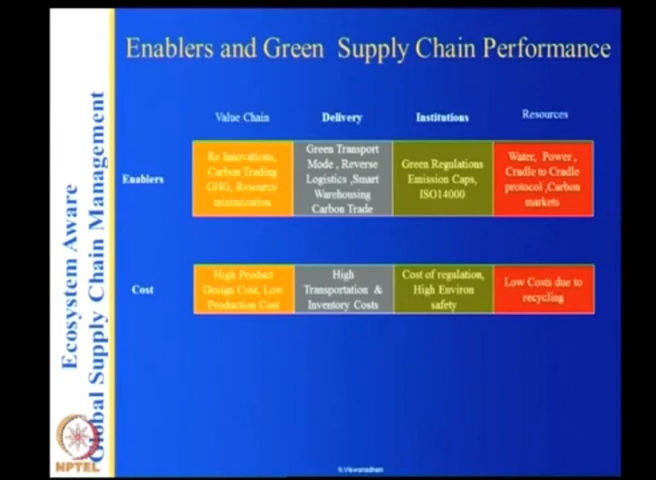 Enablers and Green Supply Chain Performance
Ecosystem Aware
Global Supply Chain Management
Value Chain
Delivery
Institutions
Resources
Enablers
Re Innovations,
Carbon Trading
GHG, Resource
minimization
Green Transport
Mode , Reverse
Logistics ,Smart
Warehousing
Carbon Trade
Green Regulations
Emission Caps,
ISO14000
Water, Power ,
Cradle to Cradle
protocol ,Carbon
markets
Cost
High Product
Design Cost, Low
Production Cost
High
Transportation &
Inventory Costs
Cost of regulation,
High Environ
safety
Low Costs due to
recycling
NPTEL
N.Viswanadham